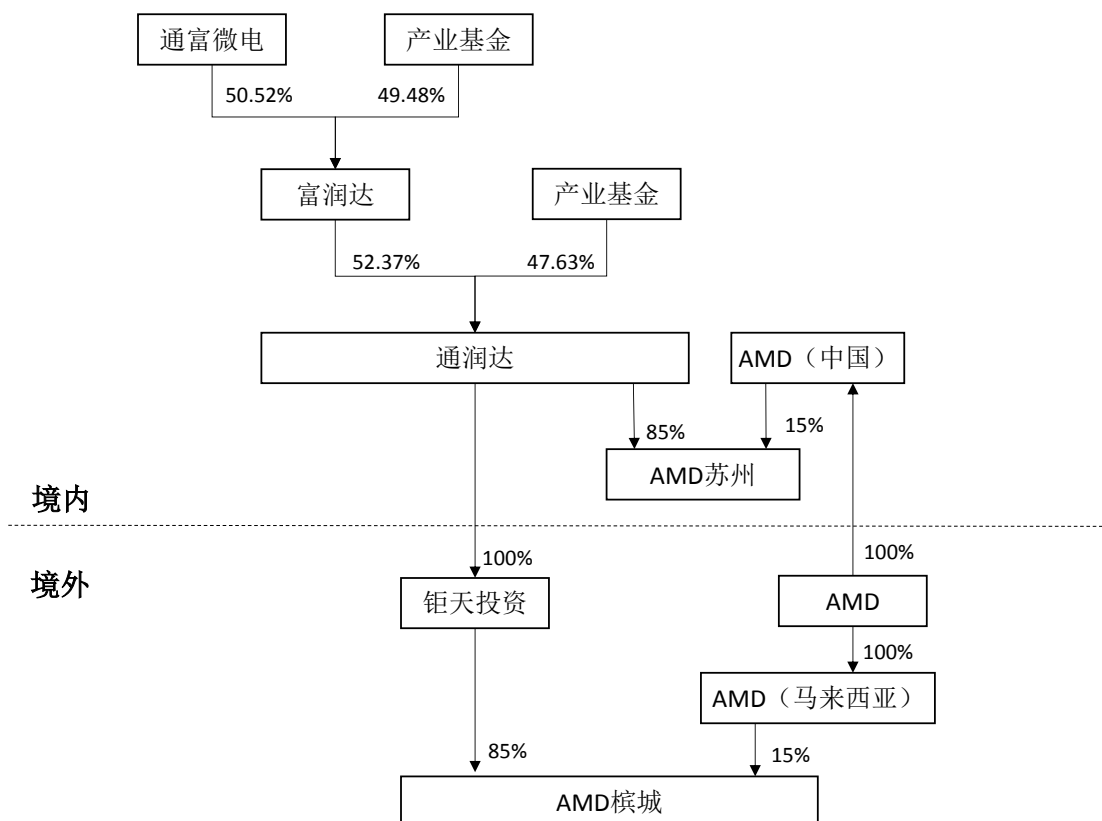 通富微电
产业基金
50.52%
49.48%
富润达
产业基金
52.37%
47.63%
通润达
AMD（中国）
85%
15%
AMD苏州
境内
境外
100%
100%
钜天投资
AMD
100%
AMD（马来西亚）
85%
15%
AMD槟城